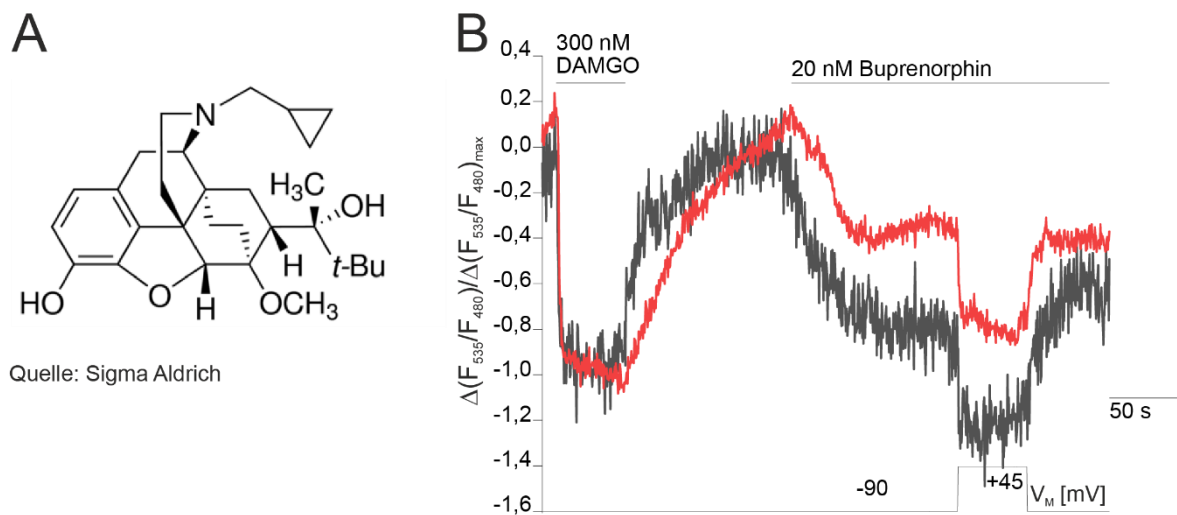 A
N
H₃C
OH
t-Bu
H
HO
O
H
OCH₃
Quelle: Sigma Aldrich
B
300 nM
DAMGO
20 nM Buprenorphin
Δ(F₅₃₅/F₄₈₀)/Δ(F₅₃₅/F₄₈₀)max
0,4
0,2
0,0
-0,2
-0,4
-0,6
-0,8
-1,0
-1,2
-1,4
-1,6
50 s
-90
+45
V_M [mV]